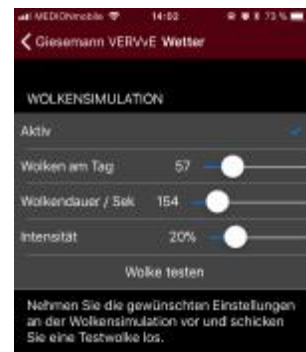 MEDIONmobile 14:02 73 %
Giesemann VERVvE Wetter
WOLKENSIMULATION
Aktiv
Wolken am Tag 57
Wolkendauer / Sek 154
Intensität 20%
Wolke testen
Nehmen Sie die gewünschten Einstellungen
an der Wolkensimulation vor und schicken
Sie eine Testwolke los.